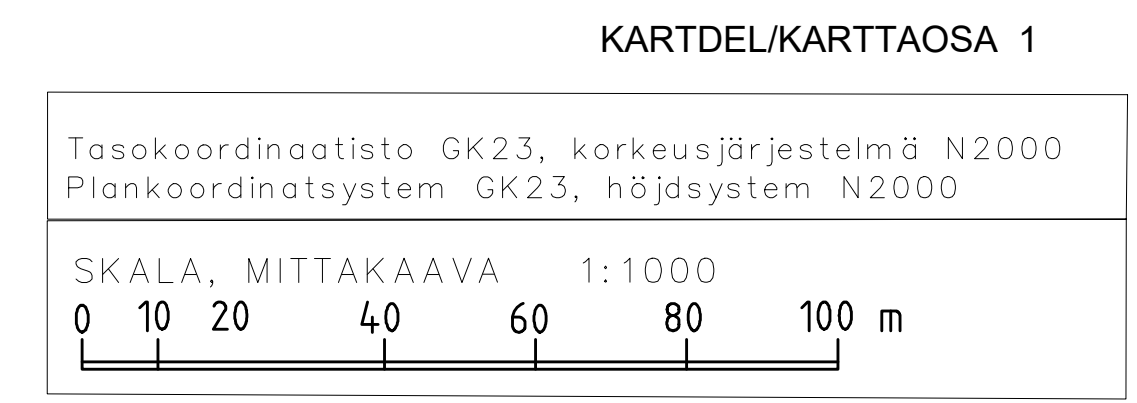 KARTDEL/KARTTAOSA 1
Tasokoordinaatisto GK23, korkeusjärjestelmä N2000
Plankoordinatsystem GK23, höjdsystem N2000
SKALA, MITTAKAAVA 1:1000
0 10 20 40 60 80 100 m